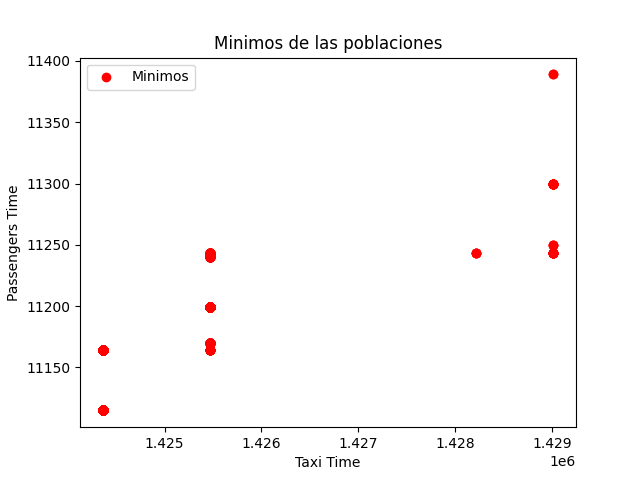 Minimos de las poblaciones
Minimos
11400
11350
11300
11250
11200
11150
Passengers Time
1.425 1.426 1.427 1.428 1.429
1e6
Taxi Time